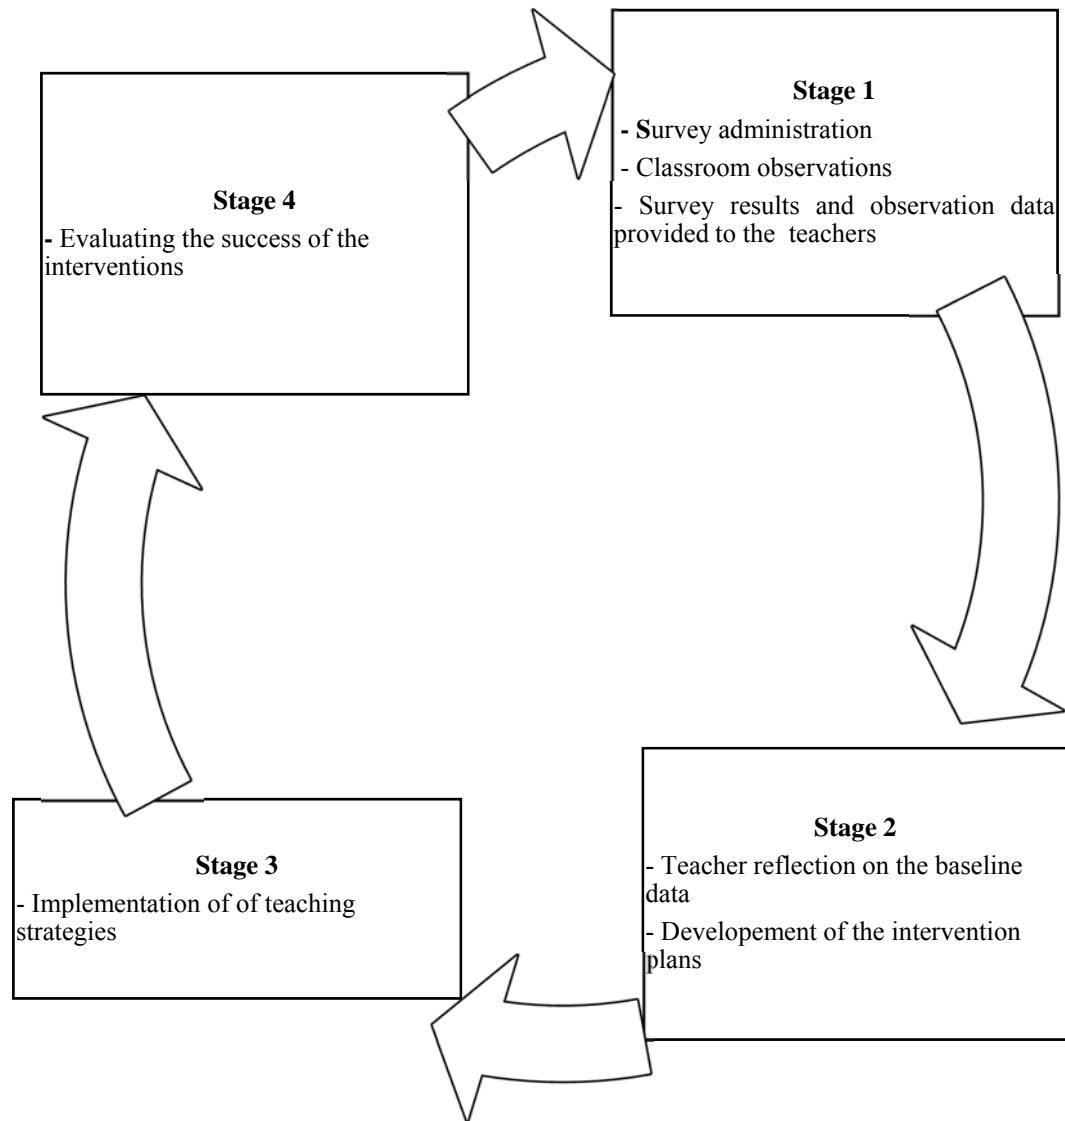 Stage 1
- Survey administration
- Classroom observations
- Survey results and observation data
provided to the teachers
Stage 4
- Evaluating the success of the
interventions
Stage 2
- Teacher reflection on the baseline
data
- Developement of the intervention
plans
Stage 3
- Implementation of of teaching
strategies